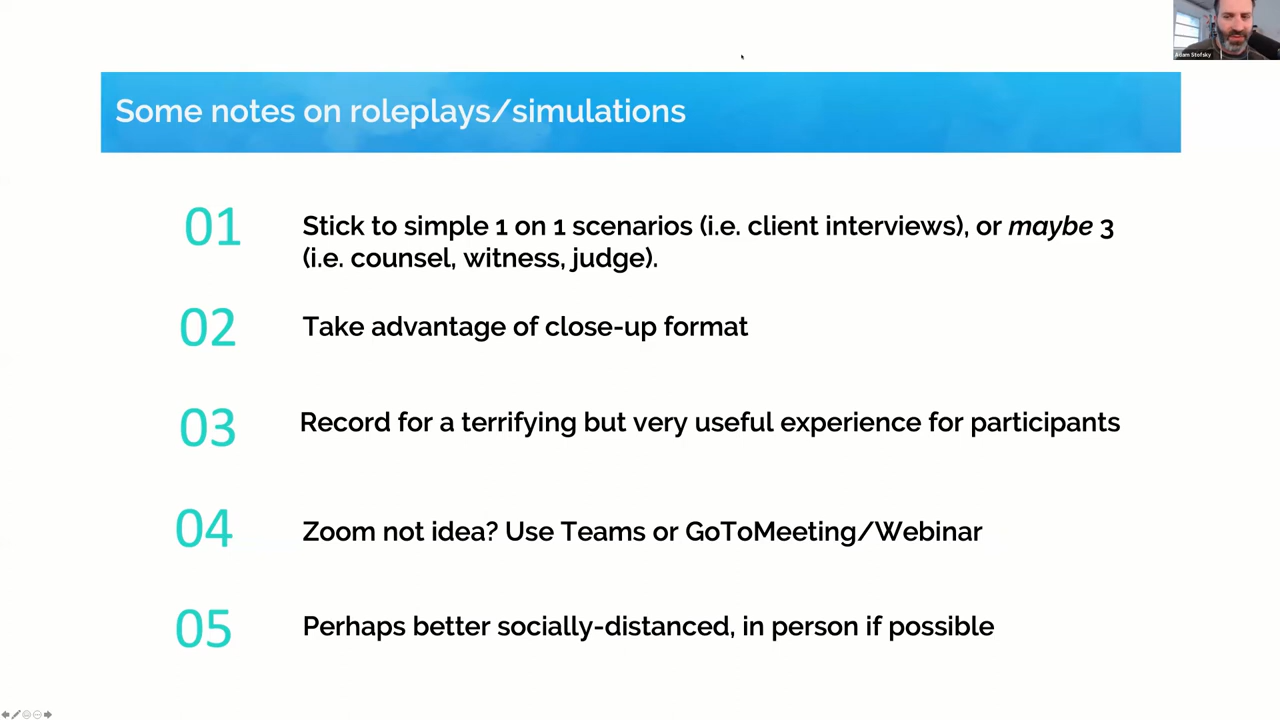 Adam Stofsky
Some notes on roleplays/simulations
01
Stick to simple 1 on 1 scenarios (i.e. client interviews), or maybe 3
(i.e. counsel, witness, judge).
02
Take advantage of close-up format
03
Record for a terrifying but very useful experience for participants
04
Zoom not idea? Use Teams or GoToMeeting/Webinar
05
Perhaps better socially-distanced, in person if possible